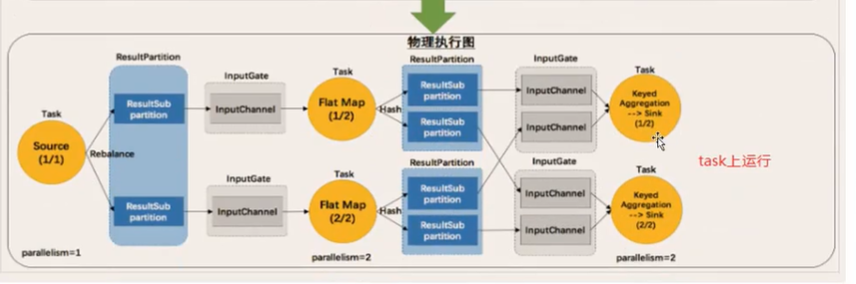 物理执行图
ResultPartition
InputGate
Task
ResultPartition
InputGate
Task
Task
Source
(1/1)
Rebalance
ResultSub
partition
InputChannel
Flat Map
(1/2)
Hash
ResultSub
partition
ResultSub
partition
InputChannel
InputChannel
Keyed
Aggregation
--> Sink
(1/2)
task上运行
InputGate
Task
ResultPartition
InputGate
Task
ResultSub
partition
InputChannel
Flat Map
(2/2)
Hash
ResultSub
partition
ResultSub
partition
InputChannel
InputChannel
Keyed
Aggregation
--> Sink
(2/2)
parallelism=1
parallelism=2
parallelism=2